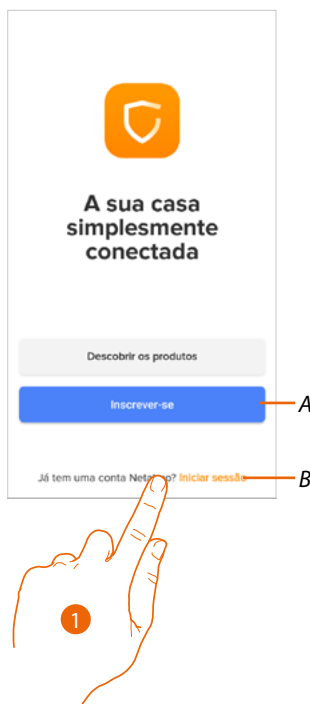 A sua casa
simplesmente
conectada
Descobrir os produtos
Inscrever-se
A
Já tem uma conta ? Iniciar sessão
B
1